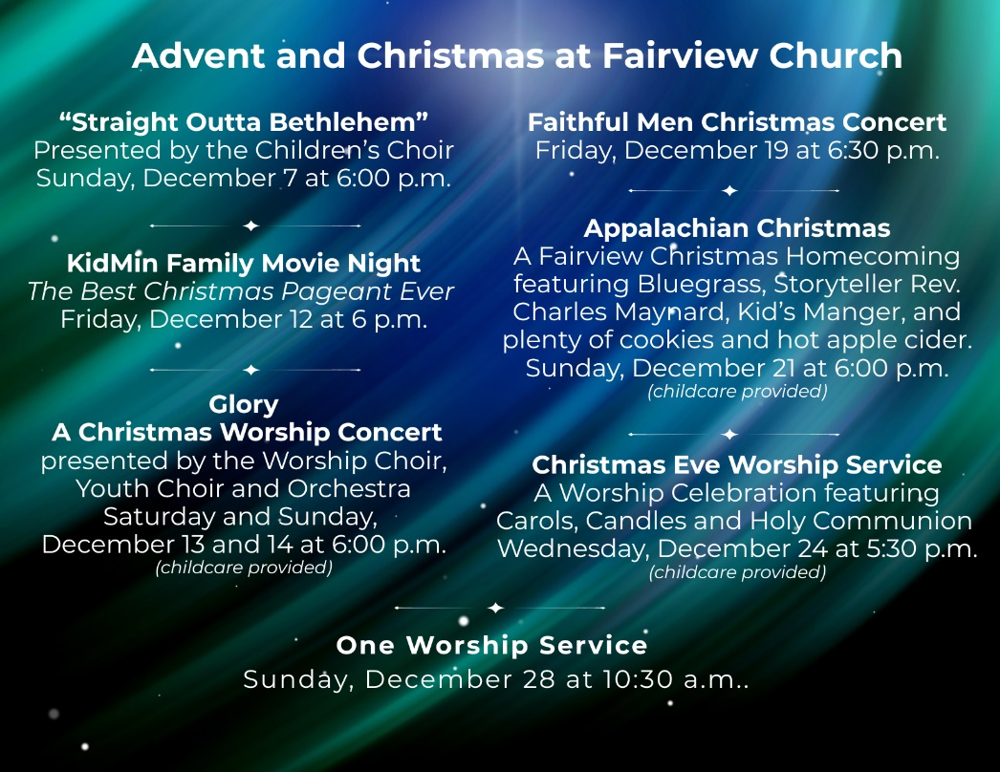 Advent and Christmas at Fairview Church
“Straight Outta Bethlehem”
Presented by the Children’s Choir
Sunday, December 7 at 6:00 p.m.
KidMin Family Movie Night
The Best Christmas Pageant Ever
Friday, December 12 at 6 p.m.
Glory
A Christmas Worship Concert
presented by the Worship Choir,
Youth Choir and Orchestra
Saturday and Sunday,
December 13 and 14 at 6:00 p.m.
(childcare provided)
Faithful Men Christmas Concert
Friday, December 19 at 6:30 p.m.
Appalachian Christmas
A Fairview Christmas Homecoming
featuring Bluegrass, Storyteller Rev.
Charles Maynard, Kid’s Manger, and
plenty of cookies and hot apple cider.
Sunday, December 21 at 6:00 p.m.
(childcare provided)
Christmas Eve Worship Service
A Worship Celebration featuring
Carols, Candles and Holy Communion
Wednesday, December 24 at 5:30 p.m.
(childcare provided)
One Worship Service
Sunday, December 28 at 10:30 a.m..